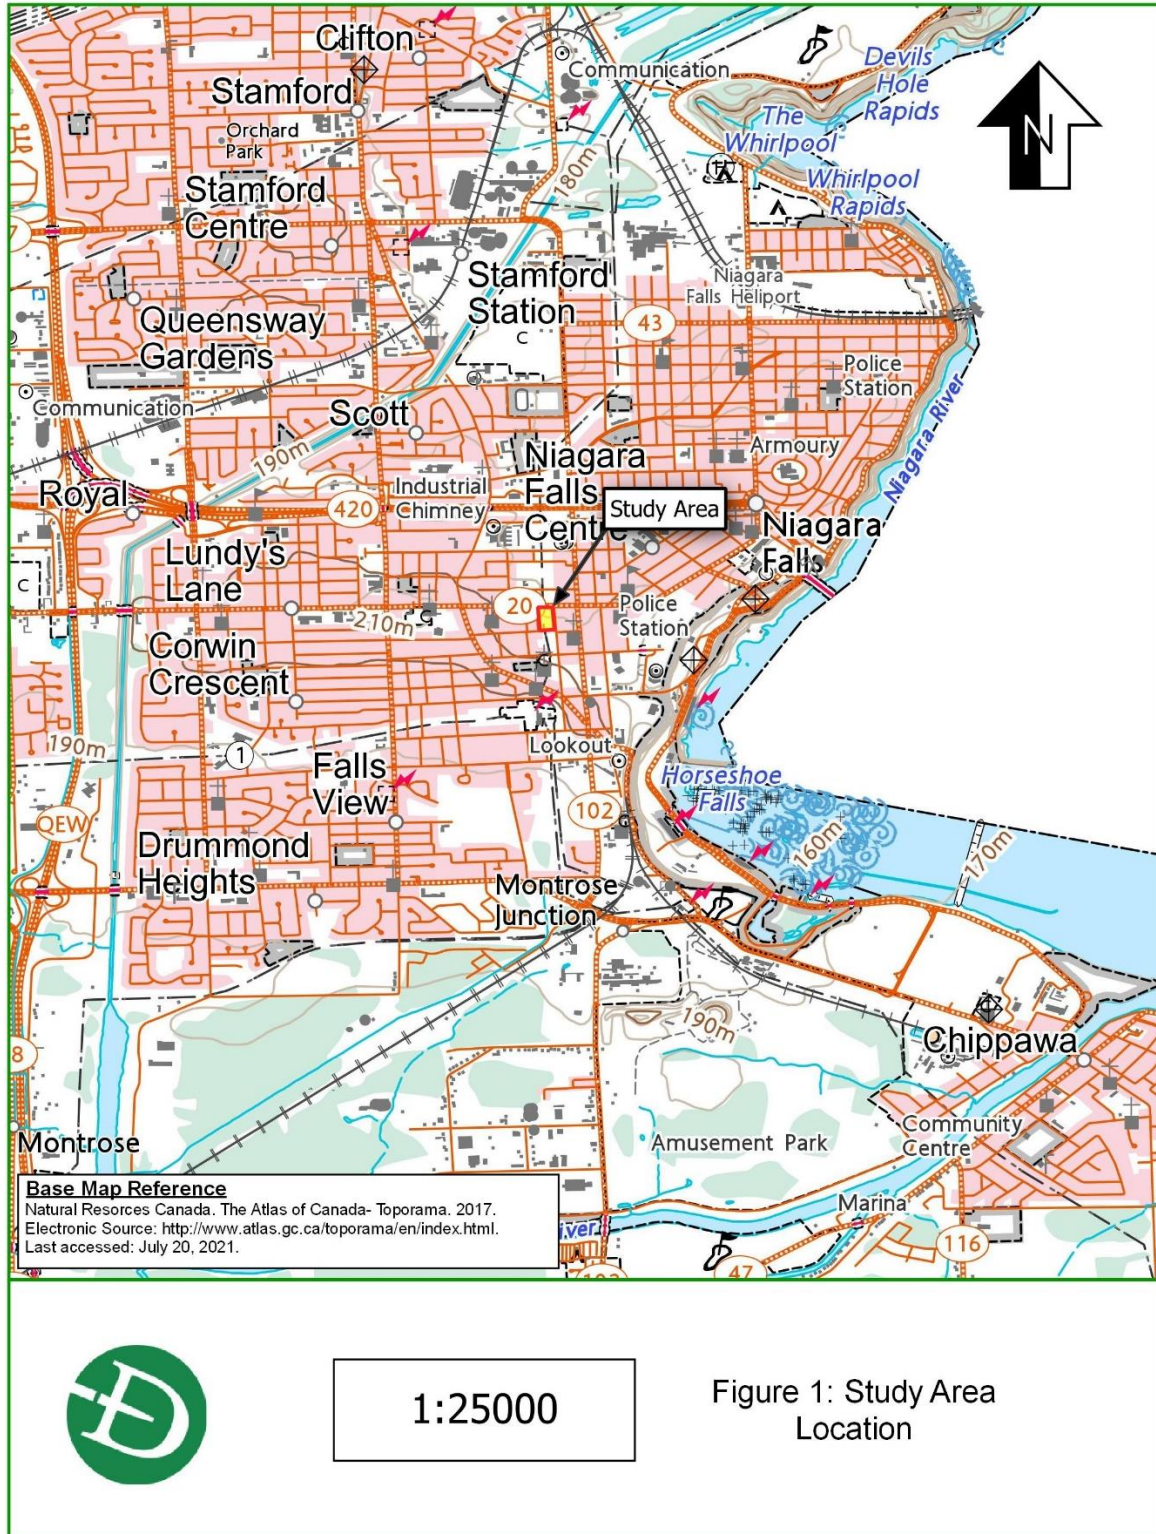 Clifton
Communication
Devils
Hole
Rapids
Stamford
Orchard
Park
The
Whirlpool
N
180m
Whirlpool
Rapids
Stamford
Centre
Stamford
Station
Niagara
Falls Heliport
C
43
Queensway
Gardens
Police
Station
Communication
Scott
Niagara River
190m
Armoury
Niagara
Falls
Centre
Royal
Industrial
Chimney
420
Study Area
Niagara
Falls
Lundy's
Lane
C
20
210m
C
Police
Station
Corwin
Crescent
190m
1
Lookout
Falls
View
Horseshoe
Falls
QEW
102
160m
170m
Drummond
Heights
Montrose
Junction
190m
Chippawa
8
Montrose
Amusement Park
Community
Centre
Marina
116
47
102
iver
Base Map Reference
Natural Resorces Canada. The Atlas of Canada- Toporama. 2017.
Electronic Source: http://www.atlas.gc.ca/toporama/en/index.html.
Last accessed: July 20, 2021.
1:25000
Figure 1: Study Area
Location